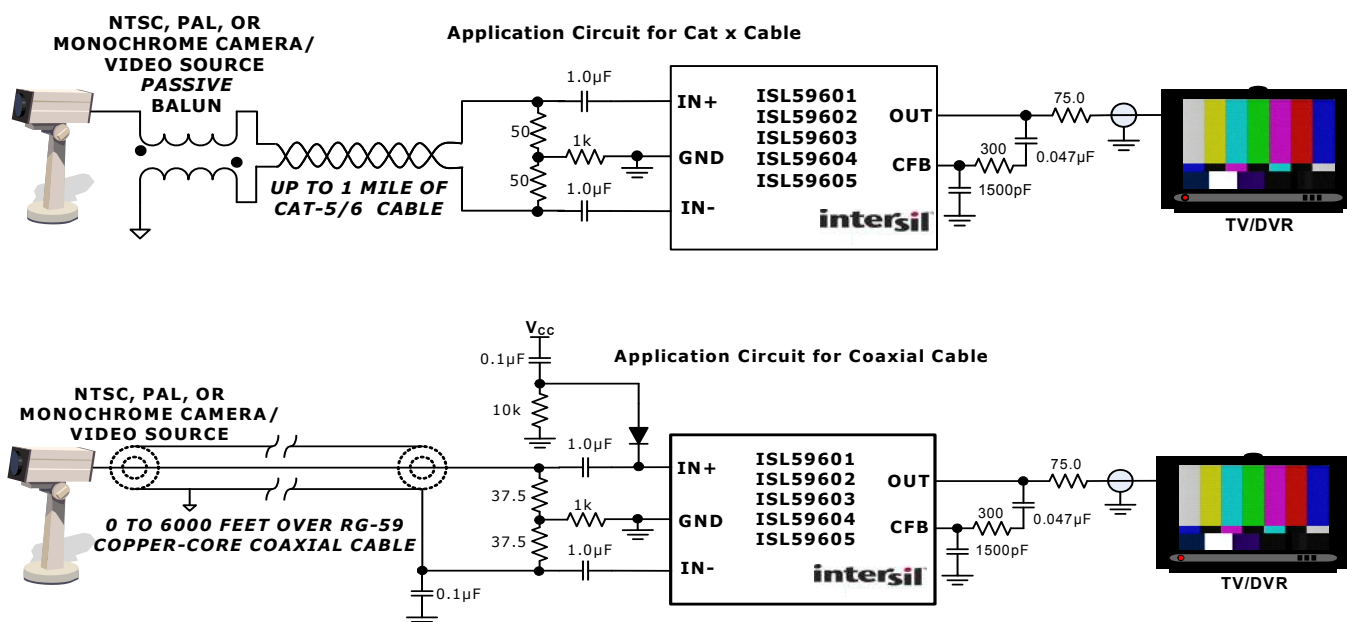 NTSC, PAL, OR
MONOCHROME CAMERA/
VIDEO SOURCE
PASSIVE
BALUN
Application Circuit for Cat x Cable
1.0µF
50
1k
50
1.0µF
UP TO 1 MILE OF
CAT-5/6 CABLE
IN+
GND
IN-
ISL59601
ISL59602
ISL59603
ISL59604
ISL59605
intersil
OUT
CFB
75.0
300
0.047µF
1500pF
TV/DVR
Application Circuit for Coaxial Cable
VCC
0.1µF
10k
NTSC, PAL, OR
MONOCHROME CAMERA/
VIDEO SOURCE
1.0µF
37.5
1k
37.5
1.0µF
0 TO 6000 FEET OVER RG-59
COPPER-CORE COAXIAL CABLE
0.1µF
IN+
GND
IN-
ISL59601
ISL59602
ISL59603
ISL59604
ISL59605
intersil
OUT
CFB
75.0
300
0.047µF
1500pF
TV/DVR